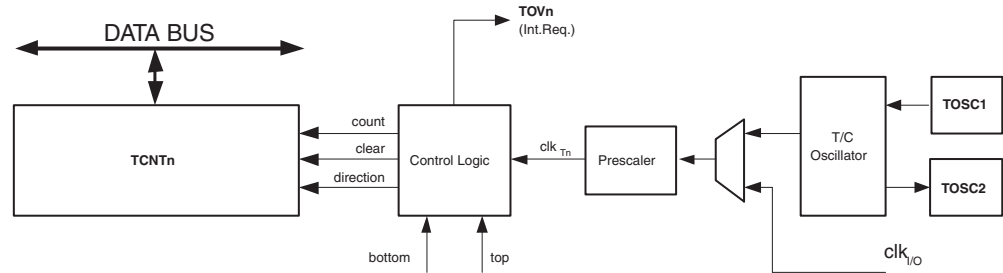 TOVn
(Int.Req.)
DATA BUS
TCNTn
count
clear
direction
Control Logic
clk Tn
Prescaler
T/C
Oscillator
TOSC1
TOSC2
bottom
top
clkI/O